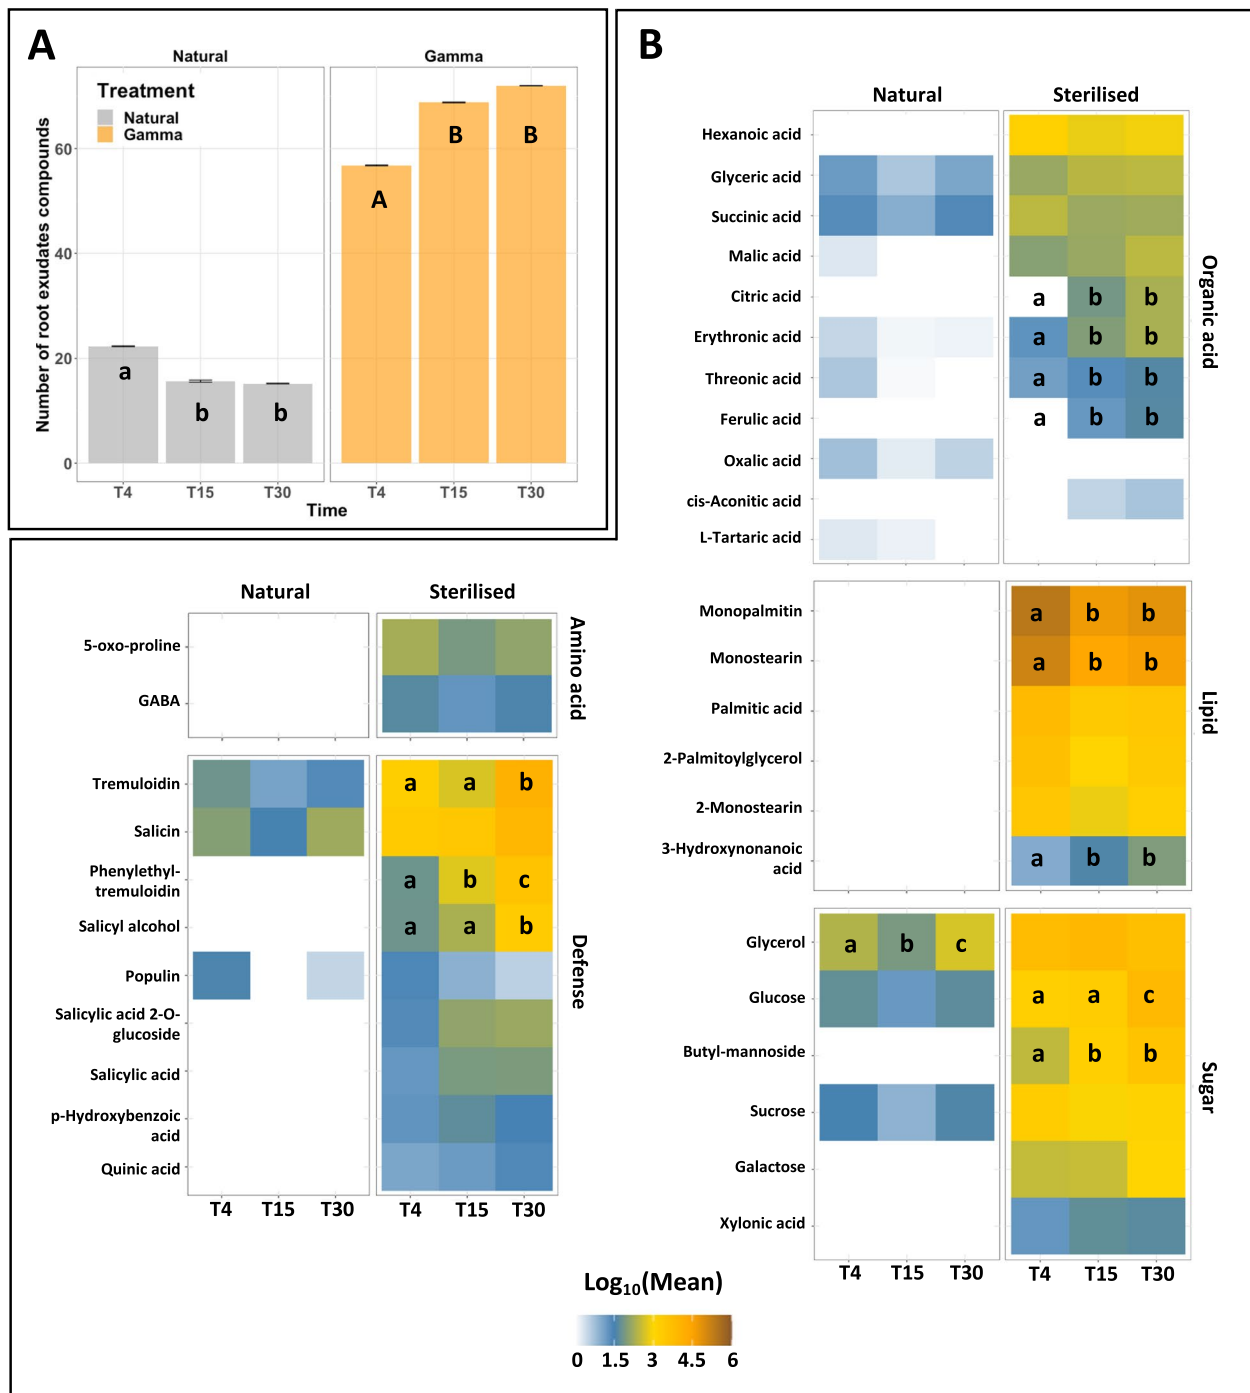 A
Natural
Gamma
Treatment
Natural
Gamma
Number of root exudates compounds
60
40
20
0
a
b
b
A
B
B
T4
T15
T30
T4
T15
T30
Time
B
Natural
Sterilised
Hexanoic acid
Glyceric acid
Succinic acid
Malic acid
Citric acid
a b b
Erythronic acid
a b b
Threonic acid
a b b
Ferulic acid
a b b
Oxalic acid
cis-Aconitic acid
L-Tartaric acid
Organic acid
Monopalmitin
a b b
Monostearin
a b b
Palmitic acid
2-Palmitoylglycerol
2-Monostearin
3-Hydroxynonanoic
acid
a b b
Lipid
Glycerol
a b c
Glucose
a a c
Butyl-mannoside
a b b
Sucrose
Galactose
Xylonic acid
Sugar
T4 T15 T30
T4 T15 T30
Natural
Sterilised
5-oxo-proline
GABA
Amino acid
Tremuloidin
a a b
Salicin
Phenylethyl-
tremuloidin
a b c
Salicyl alcohol
a a b
Populin
Salicylic acid 2-O-
glucoside
Salicylic acid
p-Hydroxybenzoic
acid
Quinic acid
Defense
T4 T15 T30
T4 T15 T30
Log₁₀(Mean)
0 1.5 3 4.5 6